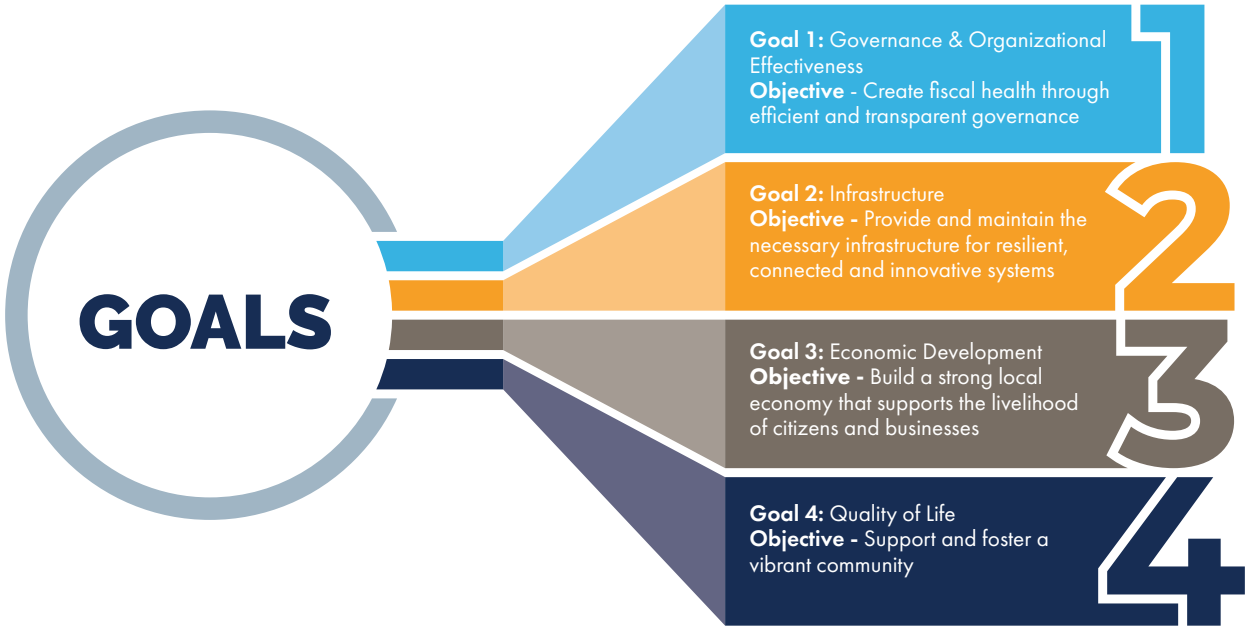 GOALS
Goal 1: Governance & Organizational
Effectiveness
Objective - Create fiscal health through
efficient and transparent governance
1
Goal 2: Infrastructure
Objective - Provide and maintain the
necessary infrastructure for resilient,
connected and innovative systems
2
Goal 3: Economic Development
Objective - Build a strong local
economy that supports the livelihood
of citizens and businesses
3
Goal 4: Quality of Life
Objective - Support and foster a
vibrant community
4